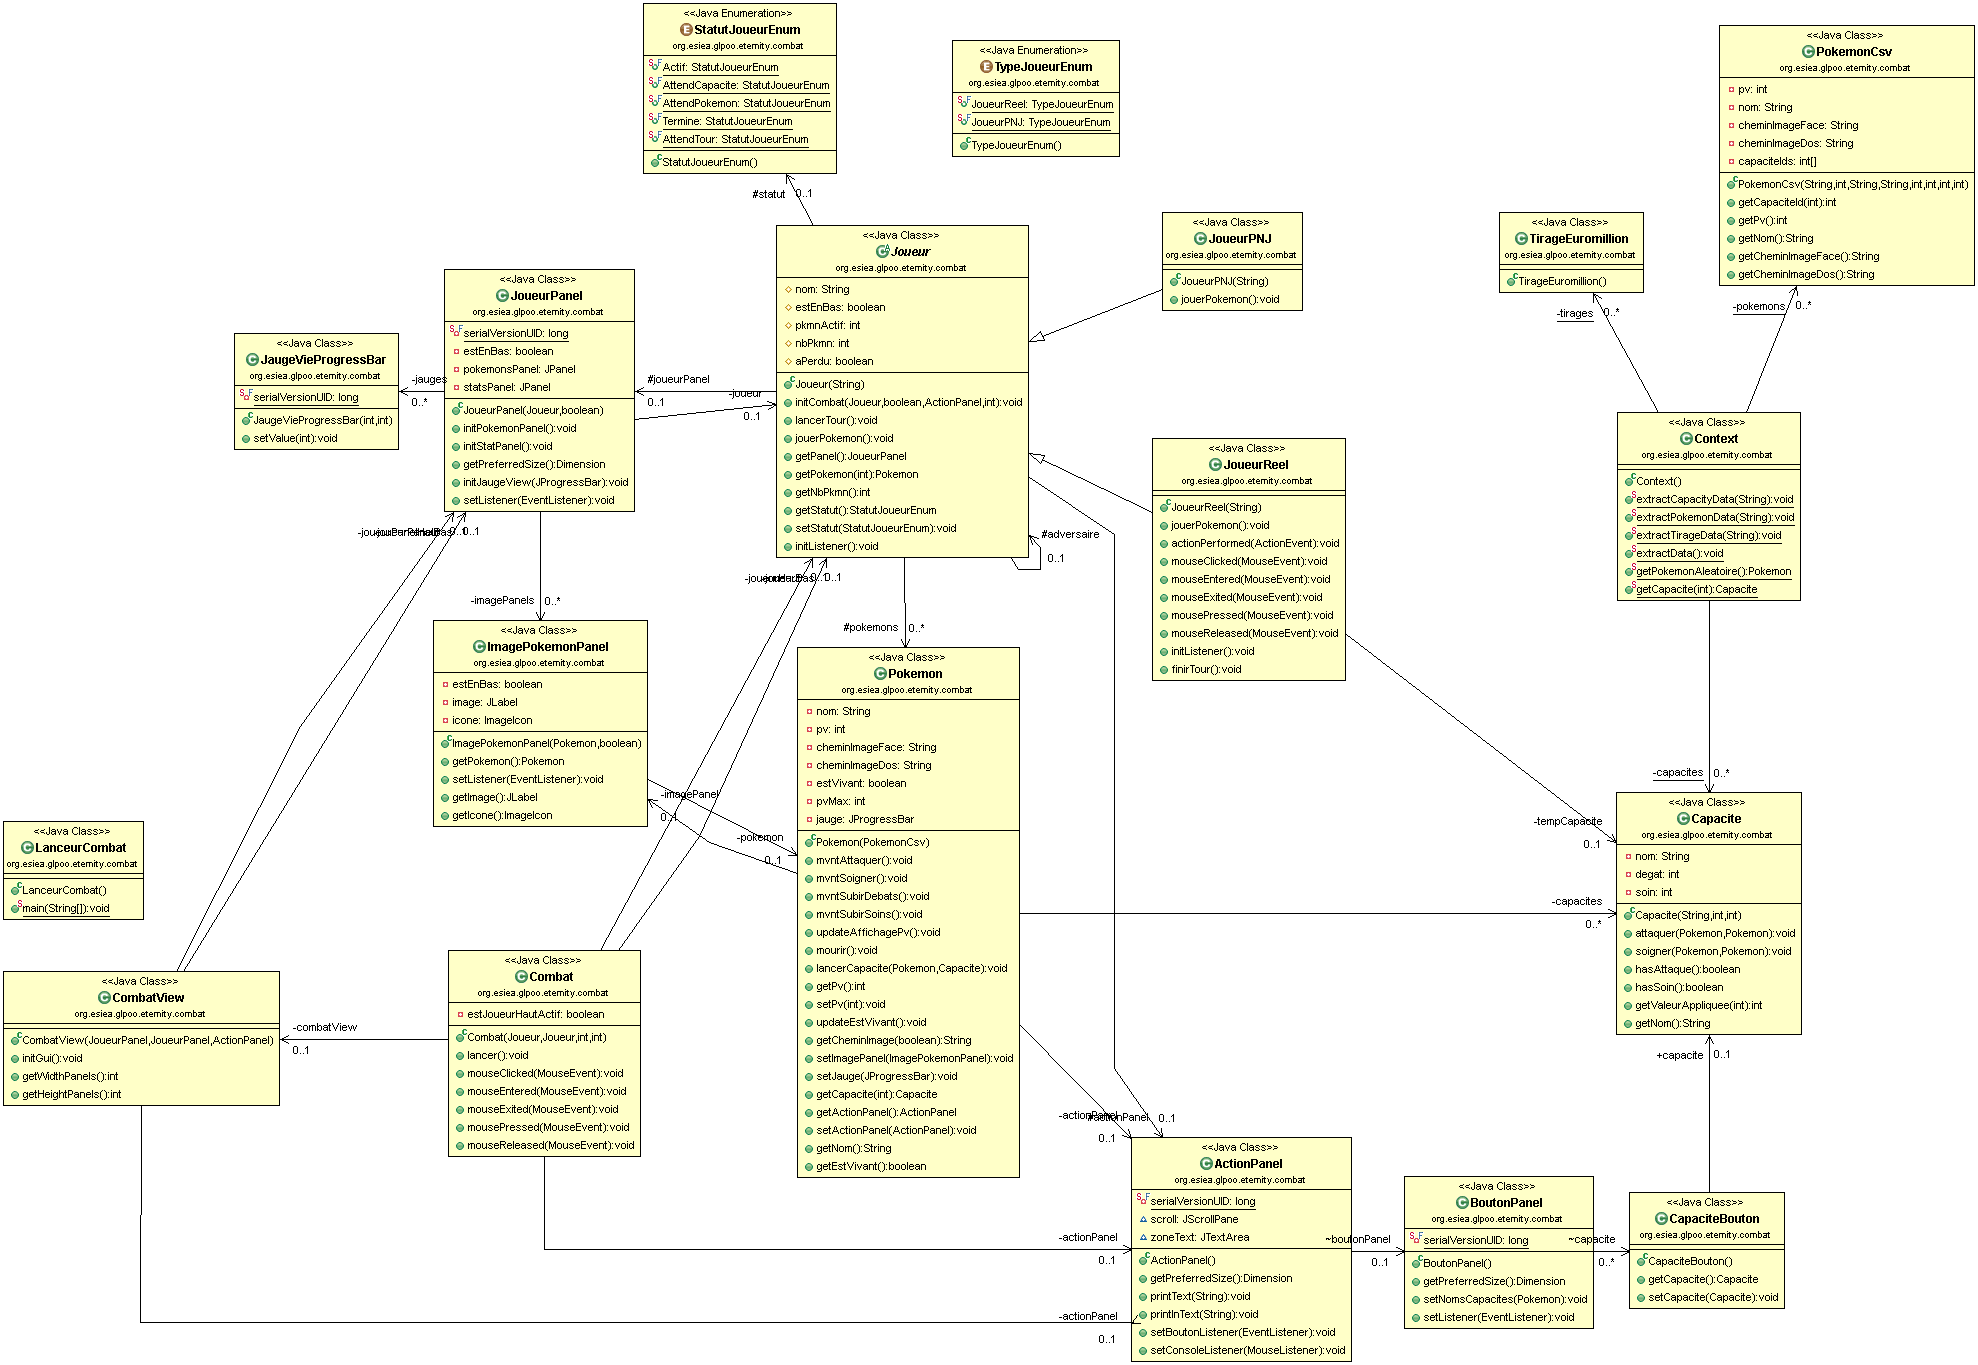 <<Java Enumeration>>
StatutJoueurEnum
org.esiea.glpoo.eternity.combat
Actif: StatutJoueurEnum
AttendCapacite: StatutJoueurEnum
AttendPokemon: StatutJoueurEnum
Termine: StatutJoueurEnum
AttendTour: StatutJoueurEnum
StatutJoueurEnum()
<<Java Enumeration>>
TypeJoueurEnum
org.esiea.glpoo.eternity.combat
JoueurReel: TypeJoueurEnum
JoueurPNJ: TypeJoueurEnum
TypeJoueurEnum()
<<Java Class>>
PokemonCsv
org.esiea.glpoo.eternity.combat
pv: int
nom: String
cheminImageFace: String
cheminImageDos: String
capaciteIds: int[]
PokemonCsv(String,int,String,String,int,int,int,int)
getCapaciteId(int):int
getPv():int
getNom():String
getCheminImageFace():String
getCheminImageDos():String
#statut 0..1
<<Java Class>>
Joueur
org.esiea.glpoo.eternity.combat
nom: String
estEnBas: boolean
pkmnActif: int
nbPkmn: int
aPerdu: boolean
Joueur(String)
initCombat(Joueur,boolean,ActionPanel,int):void
lancerTour():void
jouerPokemon():void
getPanel():JoueurPanel
getPokemon(int):Pokemon
getNbPkmn():int
getStatut():StatutJoueurEnum
setStatut(StatutJoueurEnum):void
initListener():void
<<Java Class>>
JoueurPNJ
org.esiea.glpoo.eternity.combat
JoueurPNJ(String)
jouerPokemon():void
<<Java Class>>
TirageEuromillion
org.esiea.glpoo.eternity.combat
TirageEuromillion()
-tirages 0..*
-pokemons 0..*
<<Java Class>>
JoueurPanel
org.esiea.glpoo.eternity.combat
serialVersionUID: long
estEnBas: boolean
pokemonsPanel: JPanel
statsPanel: JPanel
JoueurPanel(Joueur,boolean)
initPokemonPanel():void
initStatPanel():void
getPreferredSize():Dimension
initJaugeView(JProgressBar):void
setListener(EventListener):void
<<Java Class>>
JaugeVieProgressBar
org.esiea.glpoo.eternity.combat
serialVersionUID: long
JaugeVieProgressBar(int,int)
setValue(int):void
-jauges
0..*
#joueurPanel
0..1
-joueur
0..1
<<Java Class>>
Context
org.esiea.glpoo.eternity.combat
Context()
extractCapacityData(String):void
extractPokemonData(String):void
extractTirageData(String):void
extractData():void
getPokemonAleatoire():Pokemon
getCapacite(int):Capacite
<<Java Class>>
JoueurReel
org.esiea.glpoo.eternity.combat
JoueurReel(String)
jouerPokemon():void
actionPerformed(ActionEvent):void
mouseClicked(MouseEvent):void
mouseEntered(MouseEvent):void
mouseExited(MouseEvent):void
mousePressed(MouseEvent):void
mouseReleased(MouseEvent):void
initListener():void
finirTour():void
#adversaire
0..1
0..1
0..1
0..1
-imagePanels 0..*
#pokemons 0..*
<<Java Class>>
ImagePokemonPanel
org.esiea.glpoo.eternity.combat
estEnBas: boolean
image: JLabel
icone: ImageIcon
ImagePokemonPanel(Pokemon,boolean)
getPokemon():Pokemon
setListener(EventListener):void
getImage():JLabel
getIcone():ImageIcon
<<Java Class>>
Pokemon
org.esiea.glpoo.eternity.combat
nom: String
pv: int
cheminImageFace: String
cheminImageDos: String
estVivant: boolean
pvMax: int
jauge: JProgressBar
Pokemon(PokemonCsv)
mvntAttaquer():void
mvntSoigner():void
mvntSubirDebats():void
mvntSubirSoins():void
updateAffichagePv():void
mourir():void
lancerCapacite(Pokemon,Capacite):void
getPv():int
setPv(int):void
updateEstVivant():void
getCheminImage(boolean):String
setImagePanel(ImagePokemonPanel):void
setJauge(JProgressBar):void
getCapacite(int):Capacite
getActionPanel():ActionPanel
setActionPanel(ActionPanel):void
getNom():String
getEstVivant():boolean
-imagePanel
0..1
-pokemon
0..1
-capacites 0..*
-tempCapacite
0..1
<<Java Class>>
Capacite
org.esiea.glpoo.eternity.combat
nom: String
degat: int
soin: int
Capacite(String,int,int)
attaquer(Pokemon,Pokemon):void
soigner(Pokemon,Pokemon):void
hasAttaque():boolean
hasSoin():boolean
getValeurAppliquee(int):int
getNom():String
-capacites
0..*
+capacite 0..1
<<Java Class>>
LanceurCombat
org.esiea.glpoo.eternity.combat
LanceurCombat()
main(String[]):void
<<Java Class>>
CombatView
org.esiea.glpoo.eternity.combat
CombatView(JoueurPanel,JoueurPanel,ActionPanel)
initGui():void
getWidthPanels():int
getHeightPanels():int
-combatView
0..1
<<Java Class>>
Combat
org.esiea.glpoo.eternity.combat
estJoueurHautActif: boolean
Combat(Joueur,Joueur,int,int)
lancer():void
mouseClicked(MouseEvent):void
mouseEntered(MouseEvent):void
mouseExited(MouseEvent):void
mousePressed(MouseEvent):void
mouseReleased(MouseEvent):void
-actionPanel
0..1
#actionPanel 0..1
<<Java Class>>
ActionPanel
org.esiea.glpoo.eternity.combat
serialVersionUID: long
scroll: JScrollPane
zoneText: JTextArea
ActionPanel()
getPreferredSize():Dimension
printText(String):void
printlnText(String):void
setBoutonListener(EventListener):void
setConsoleListener(MouseListener):void
-actionPanel
0..1
-actionPanel
0..1
~boutonPanel
0..1
<<Java Class>>
BoutonPanel
org.esiea.glpoo.eternity.combat
serialVersionUID: long
BoutonPanel()
getPreferredSize():Dimension
setNomsCapacites(Pokemon):void
setListener(EventListener):void
~capacite
0..*
<<Java Class>>
CapaciteBouton
org.esiea.glpoo.eternity.combat
CapaciteBouton()
getCapacite():Capacite
setCapacite(Capacite):void